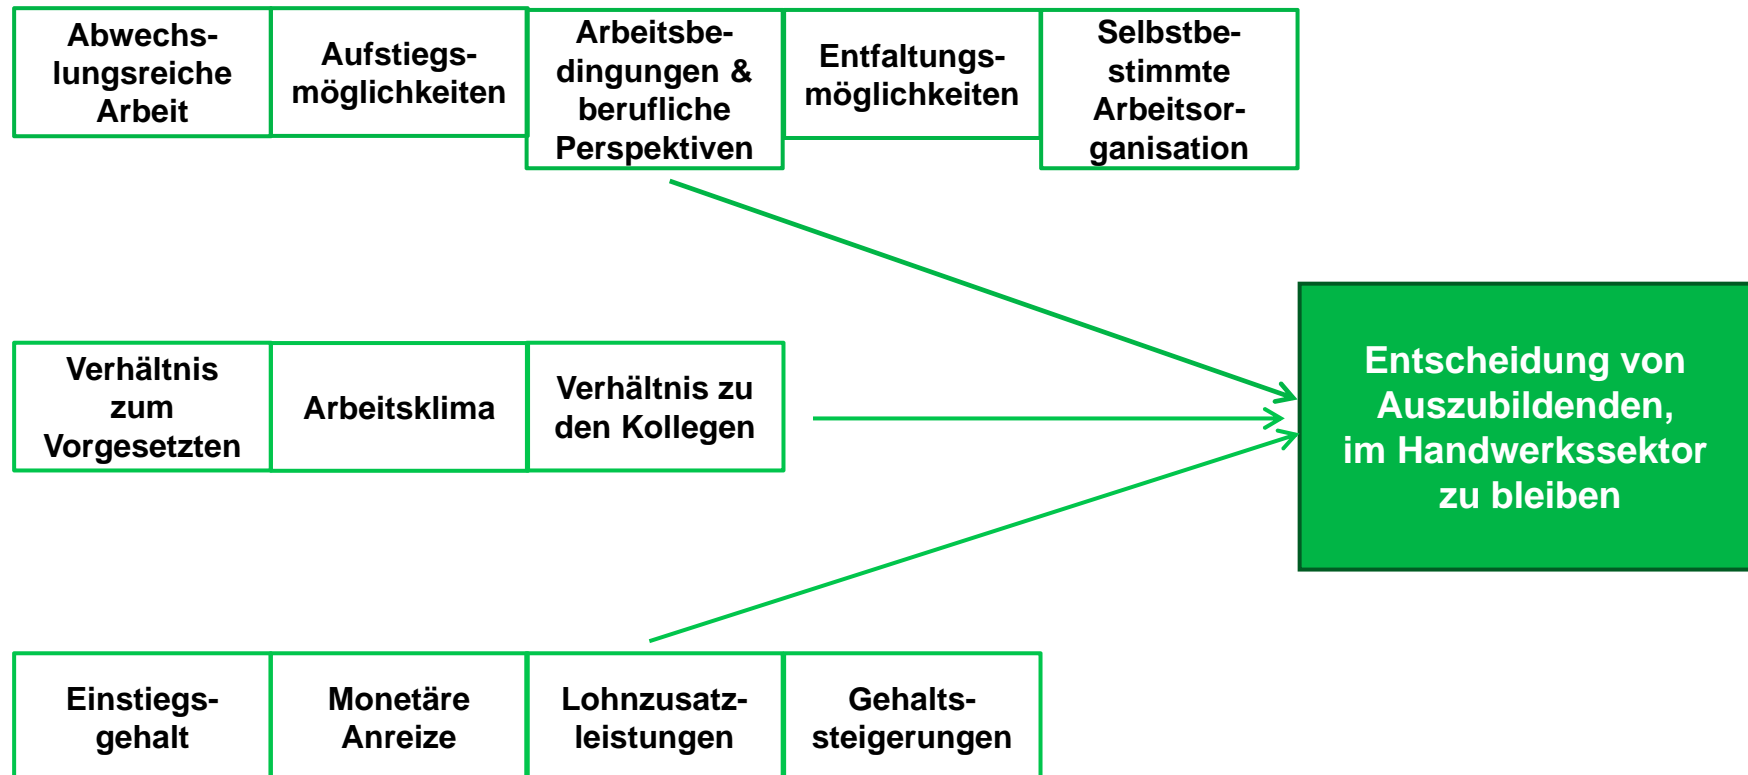 Abwechs-
lungsreiche
Arbeit
Aufstiegs-
möglichkeiten
Arbeitsbe-
dingungen &
berufliche
Perspektiven
Entfaltungs-
möglichkeiten
Selbstbe-
stimmte
Arbeitsor-
ganisation
Verhältnis
zum
Vorgesetzten
Arbeitsklima
Verhältnis zu
den Kollegen
Entscheidung von
Auszubildenden,
im Handwerkssektor
zu bleiben
Einstiegs-
gehalt
Monetäre
Anreize
Lohnzusatz-
leistungen
Gehalts-
steigerungen